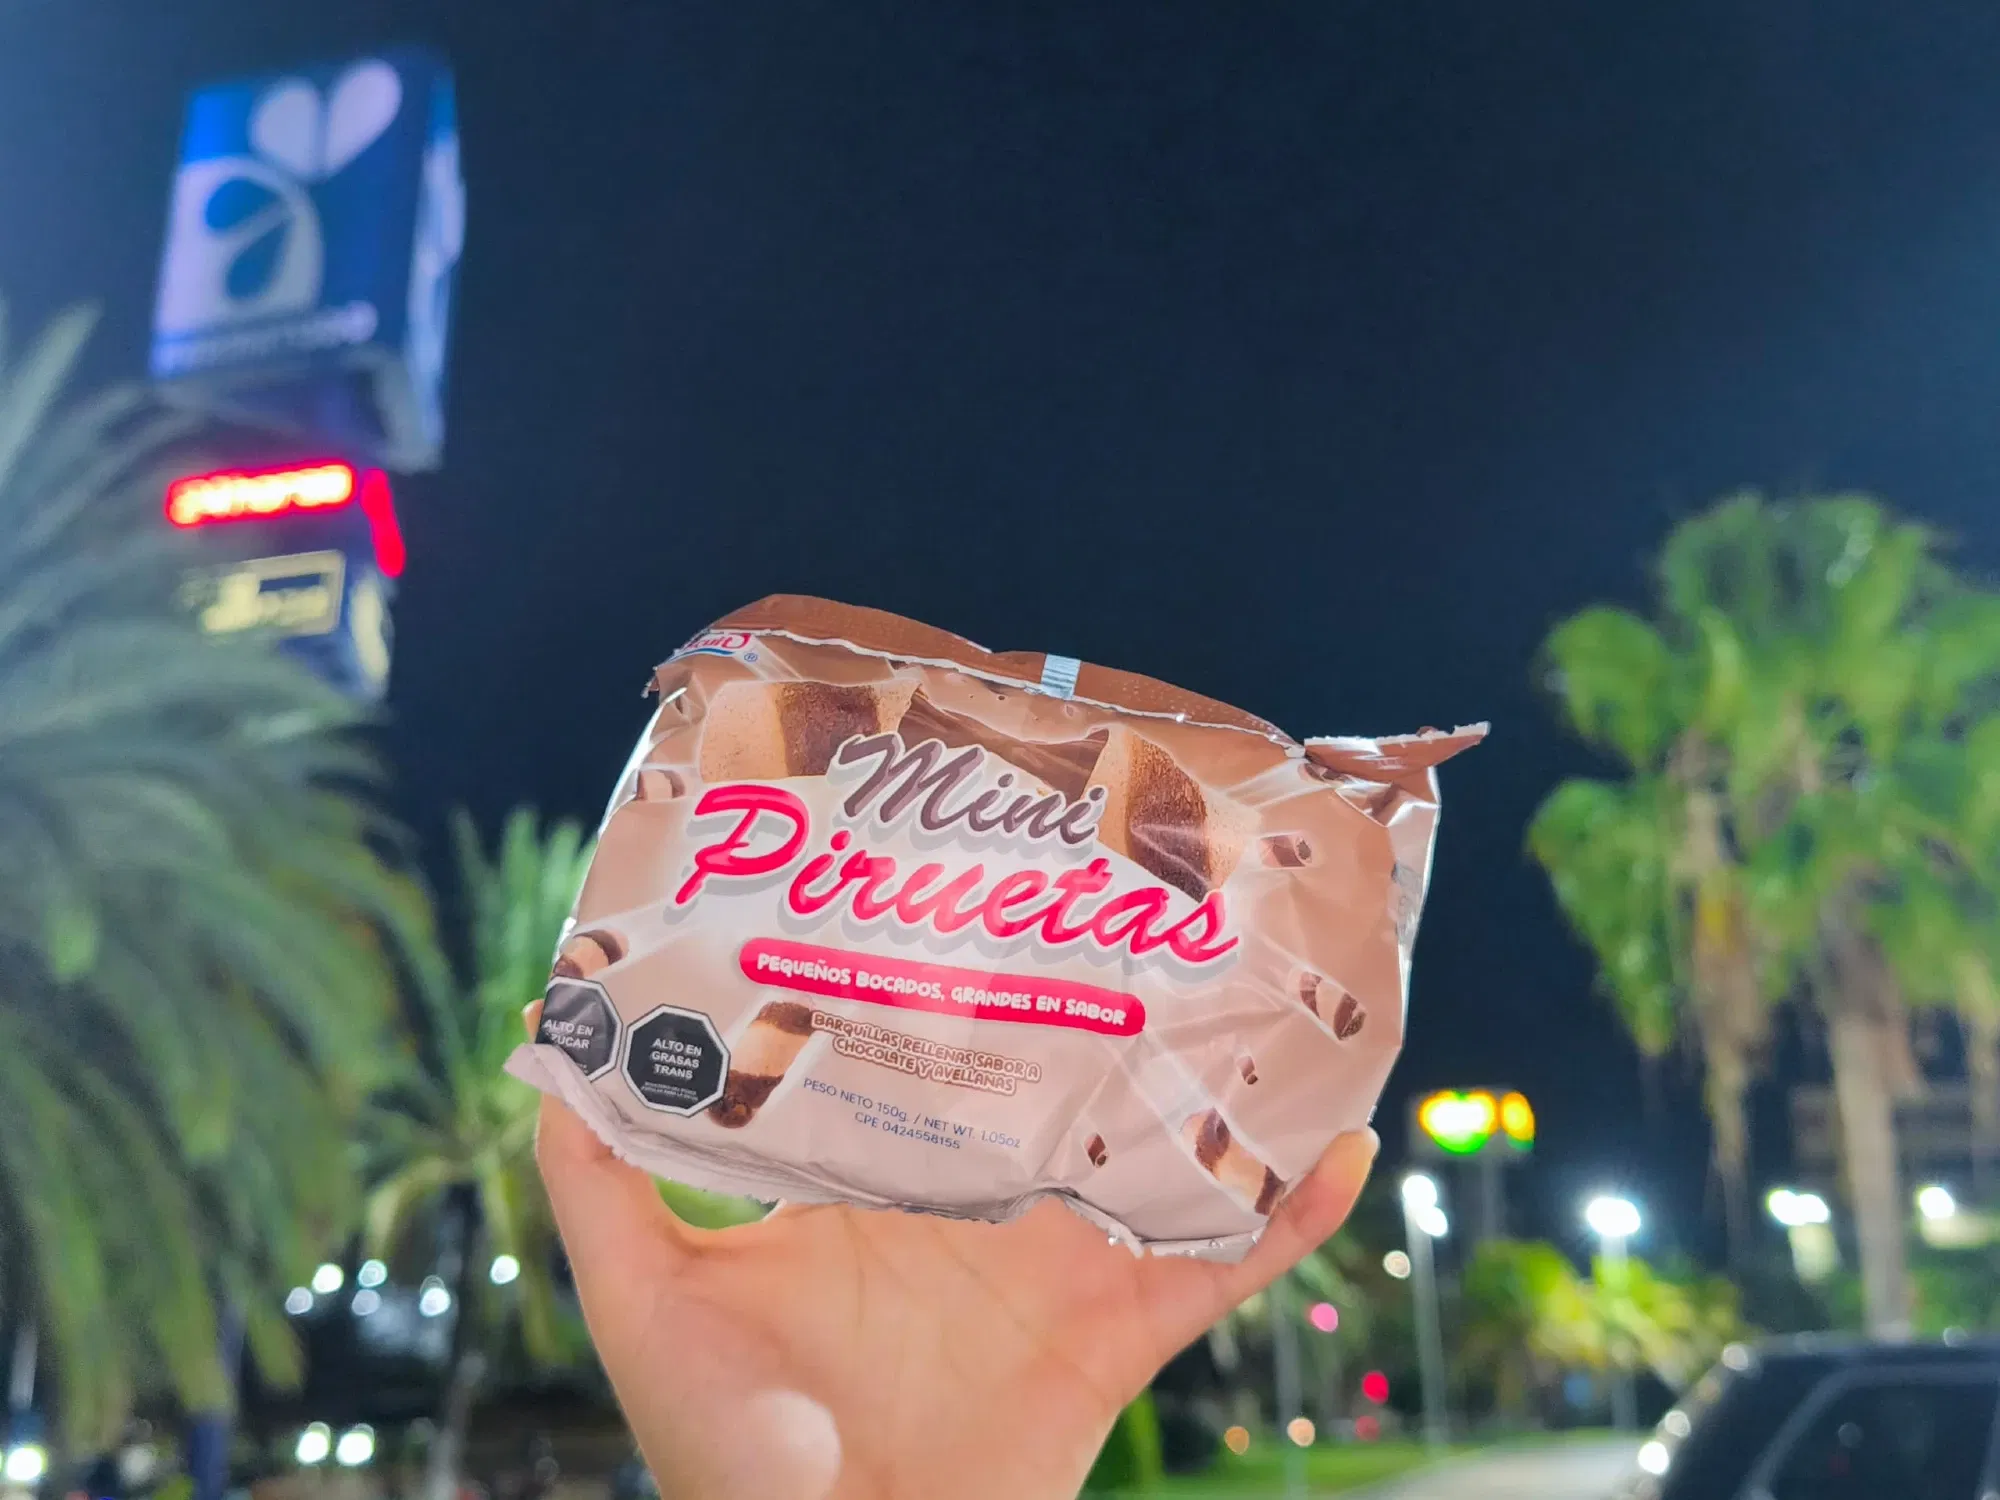 Mini
Piruetas
PEQUEÑOS BOCADOS, GRANDES EN SABOR
BARQUILLAS RELLENAS SABOR A
CHOCOLATE Y AVELLANAS
PESO NETO 150g. / NET WT. 1.05oz
CPE 0424558155
ALTO EN
ALTO EN
GRASAS
TRANS